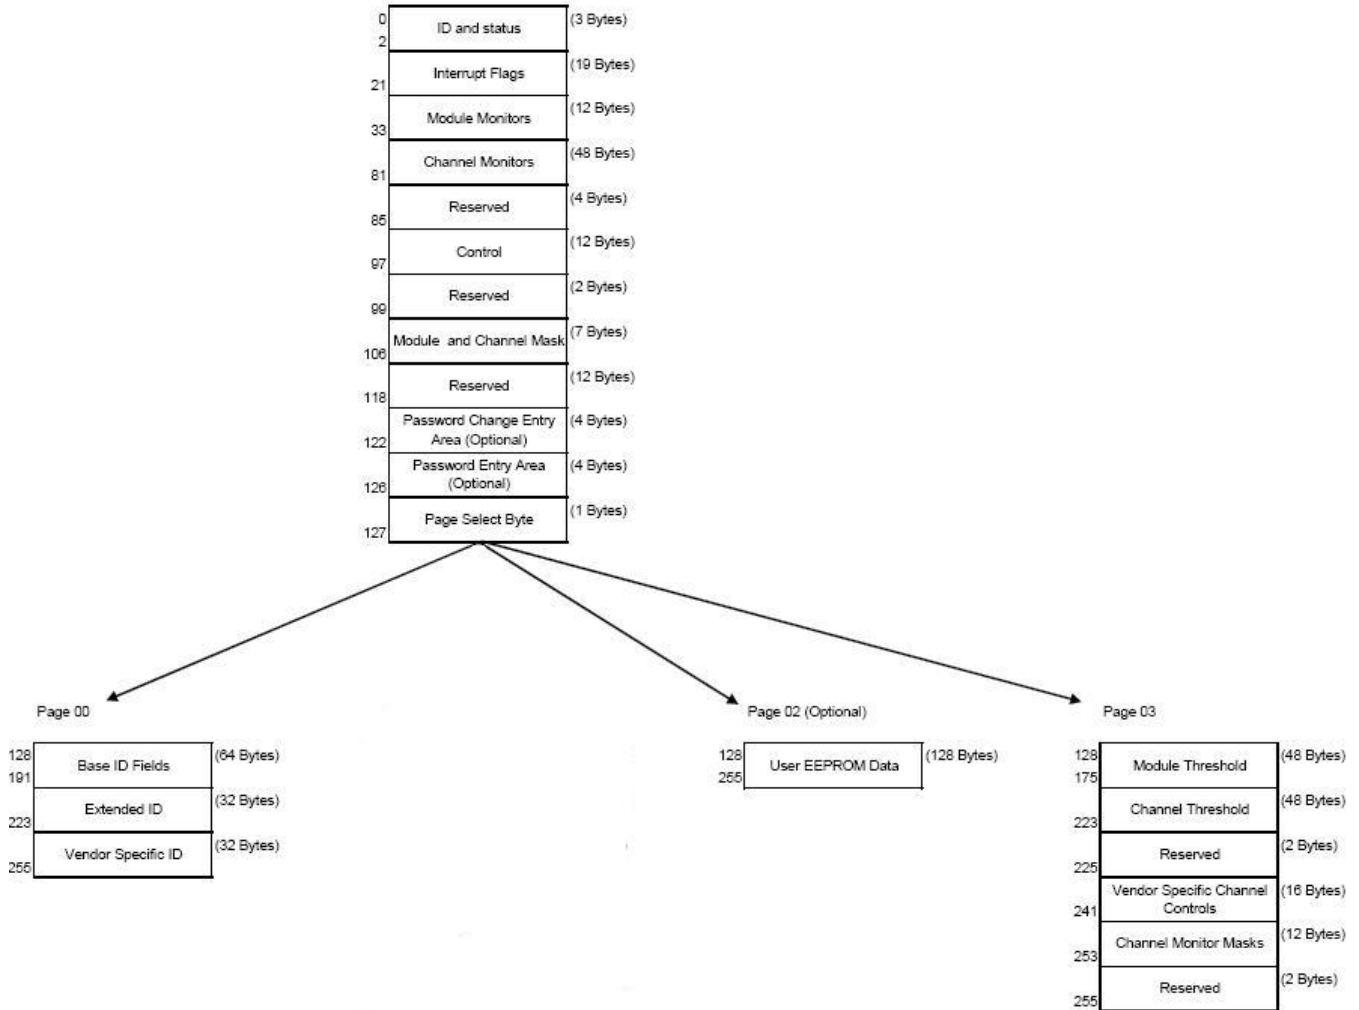 0
ID and status
(3 Bytes)
2
Interrupt Flags
(19 Bytes)
21
Module Monitors
(12 Bytes)
33
Channel Monitors
(48 Bytes)
81
Reserved
(4 Bytes)
85
Control
(12 Bytes)
97
Reserved
(2 Bytes)
99
Module and Channel Mask
(7 Bytes)
106
Reserved
(12 Bytes)
118
Password Change Entry
Area (Optional)
(4 Bytes)
122
Password Entry Area
(Optional)
(4 Bytes)
126
Page Select Byte
(1 Bytes)
127
Page 00
128
Base ID Fields
(64 Bytes)
191
Extended ID
(32 Bytes)
223
Vendor Specific ID
(32 Bytes)
255
Page 02 (Optional)
128
User EEPROM Data
(128 Bytes)
255
Page 03
128
Module Threshold
(48 Bytes)
175
Channel Threshold
(48 Bytes)
223
Reserved
(2 Bytes)
225
Vendor Specific Channel
Controls
(16 Bytes)
241
Channel Monitor Masks
(12 Bytes)
253
Reserved
(2 Bytes)
255